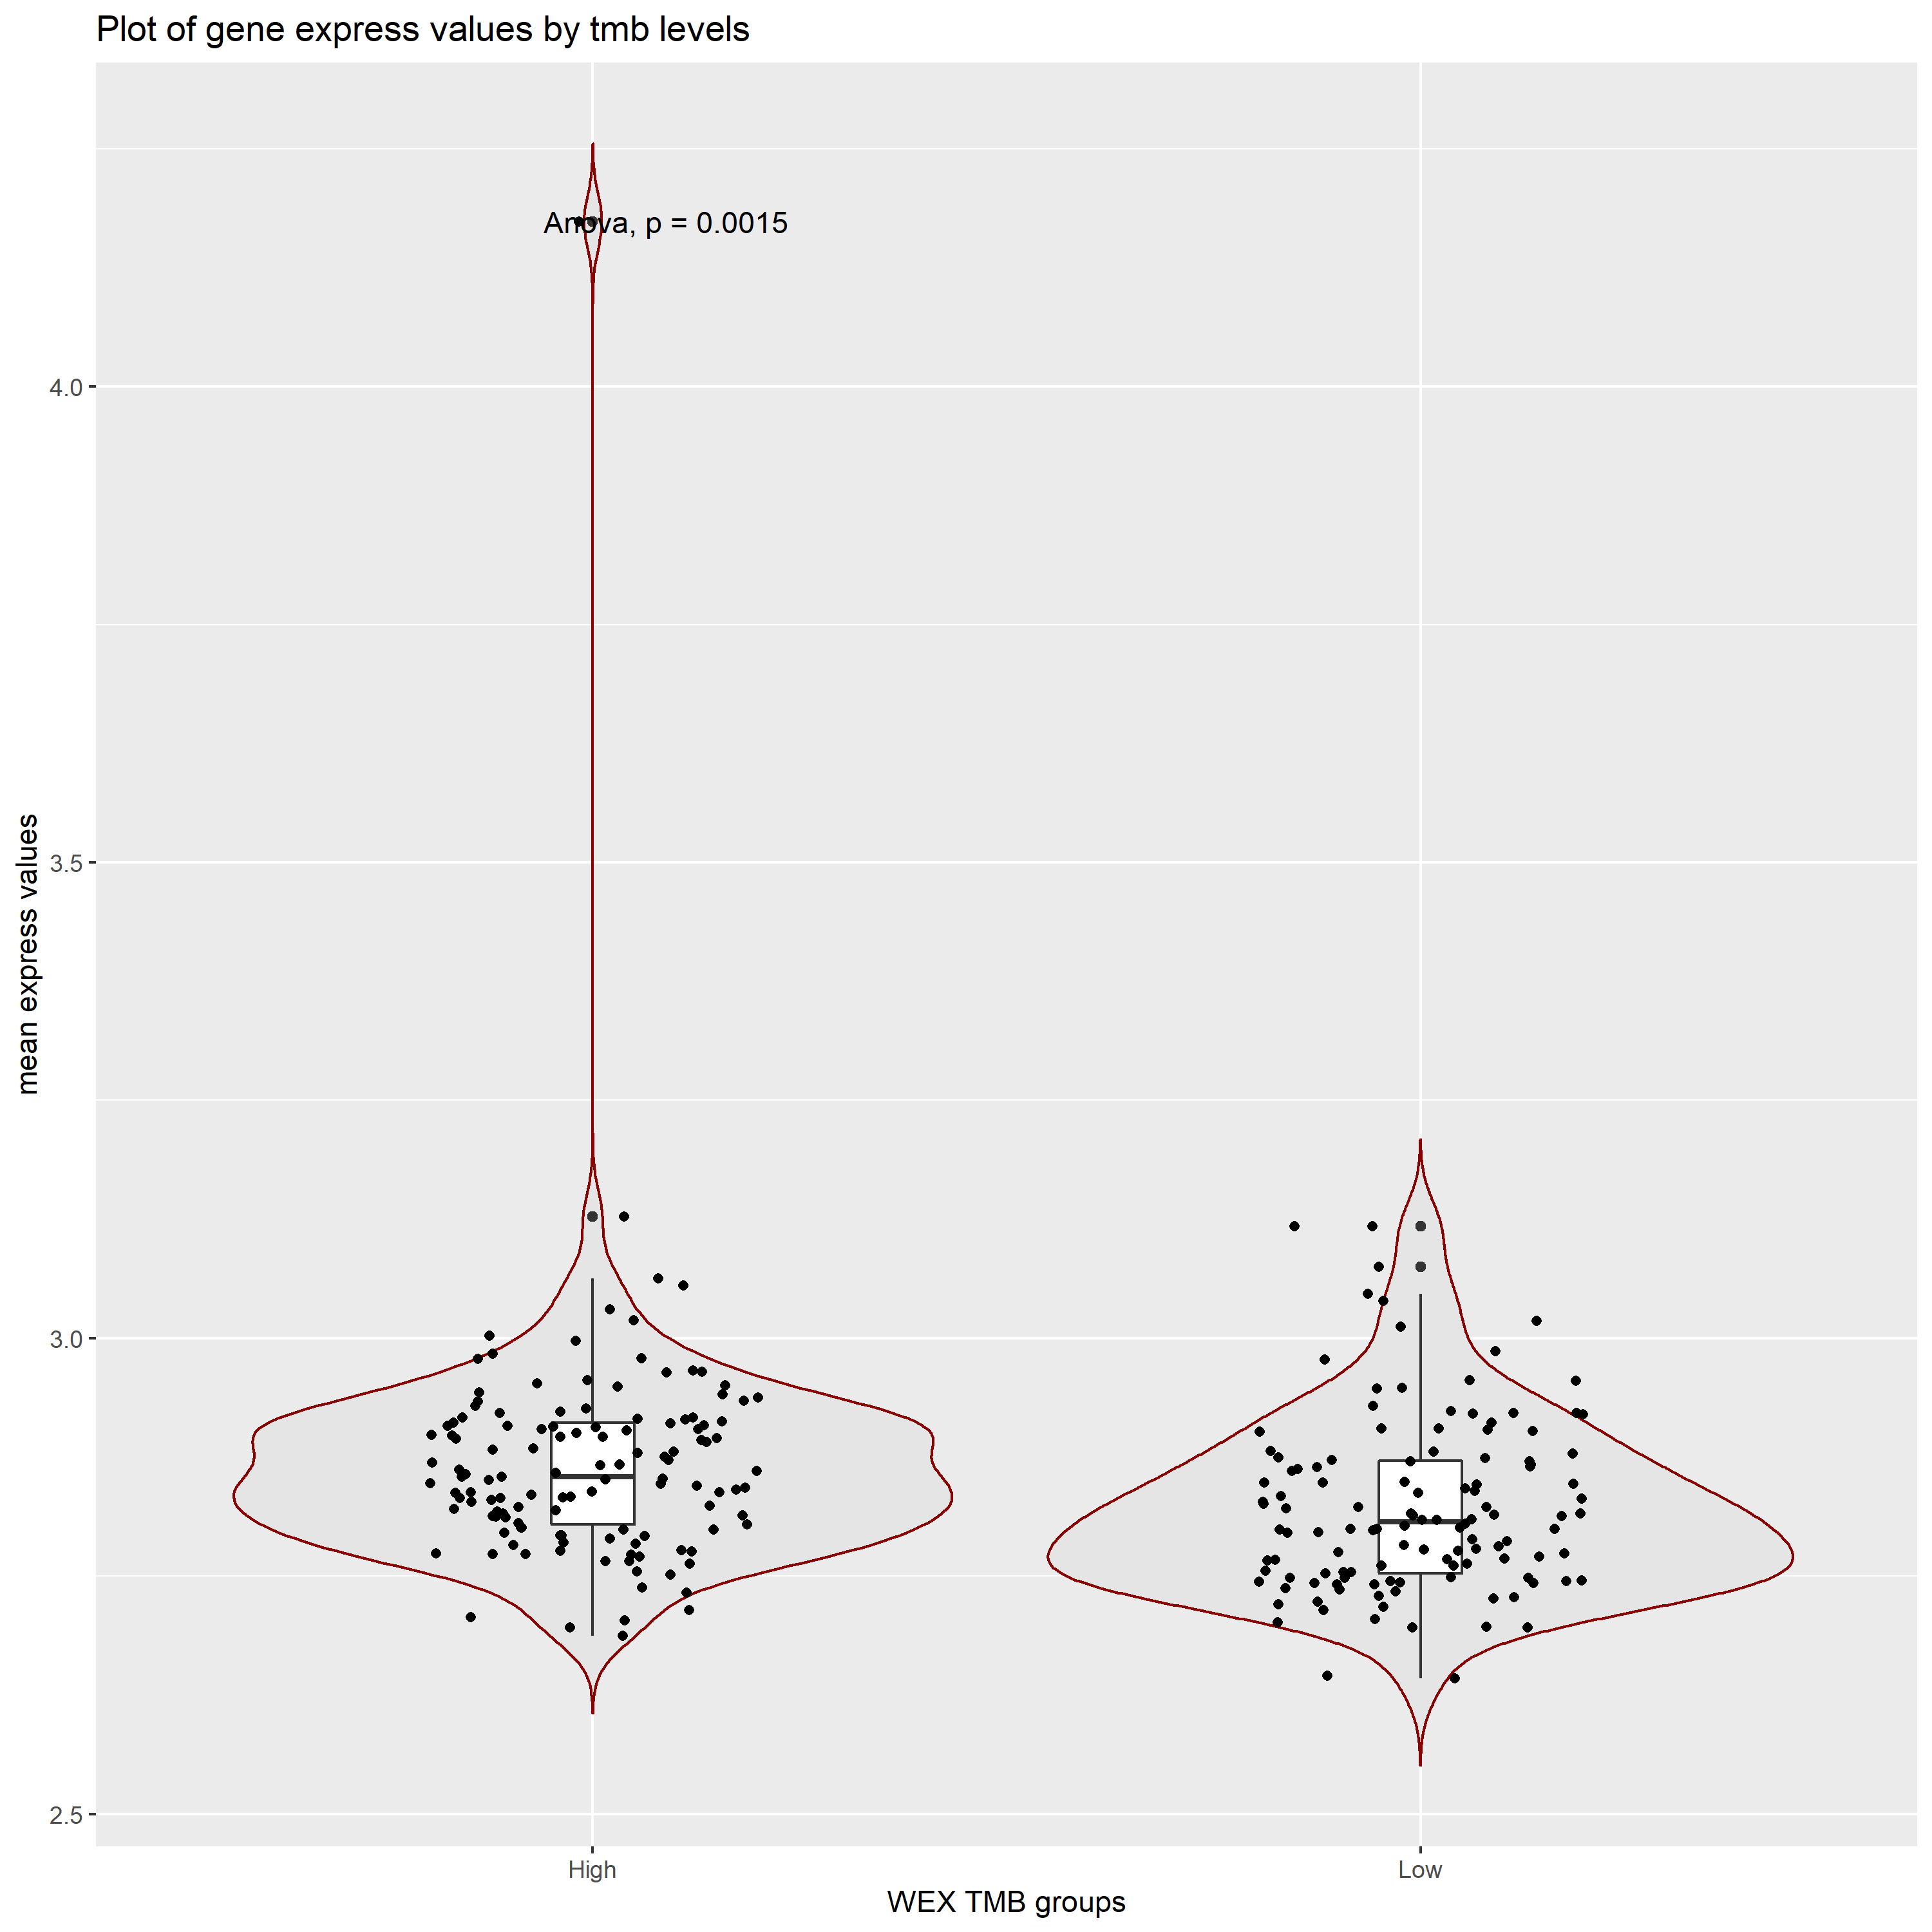 Plot of gene express values by tmb levels
Anova, p = 0.0015
4.0
3.5
3.0
2.5
mean express values
High
Low
WEX TMB groups